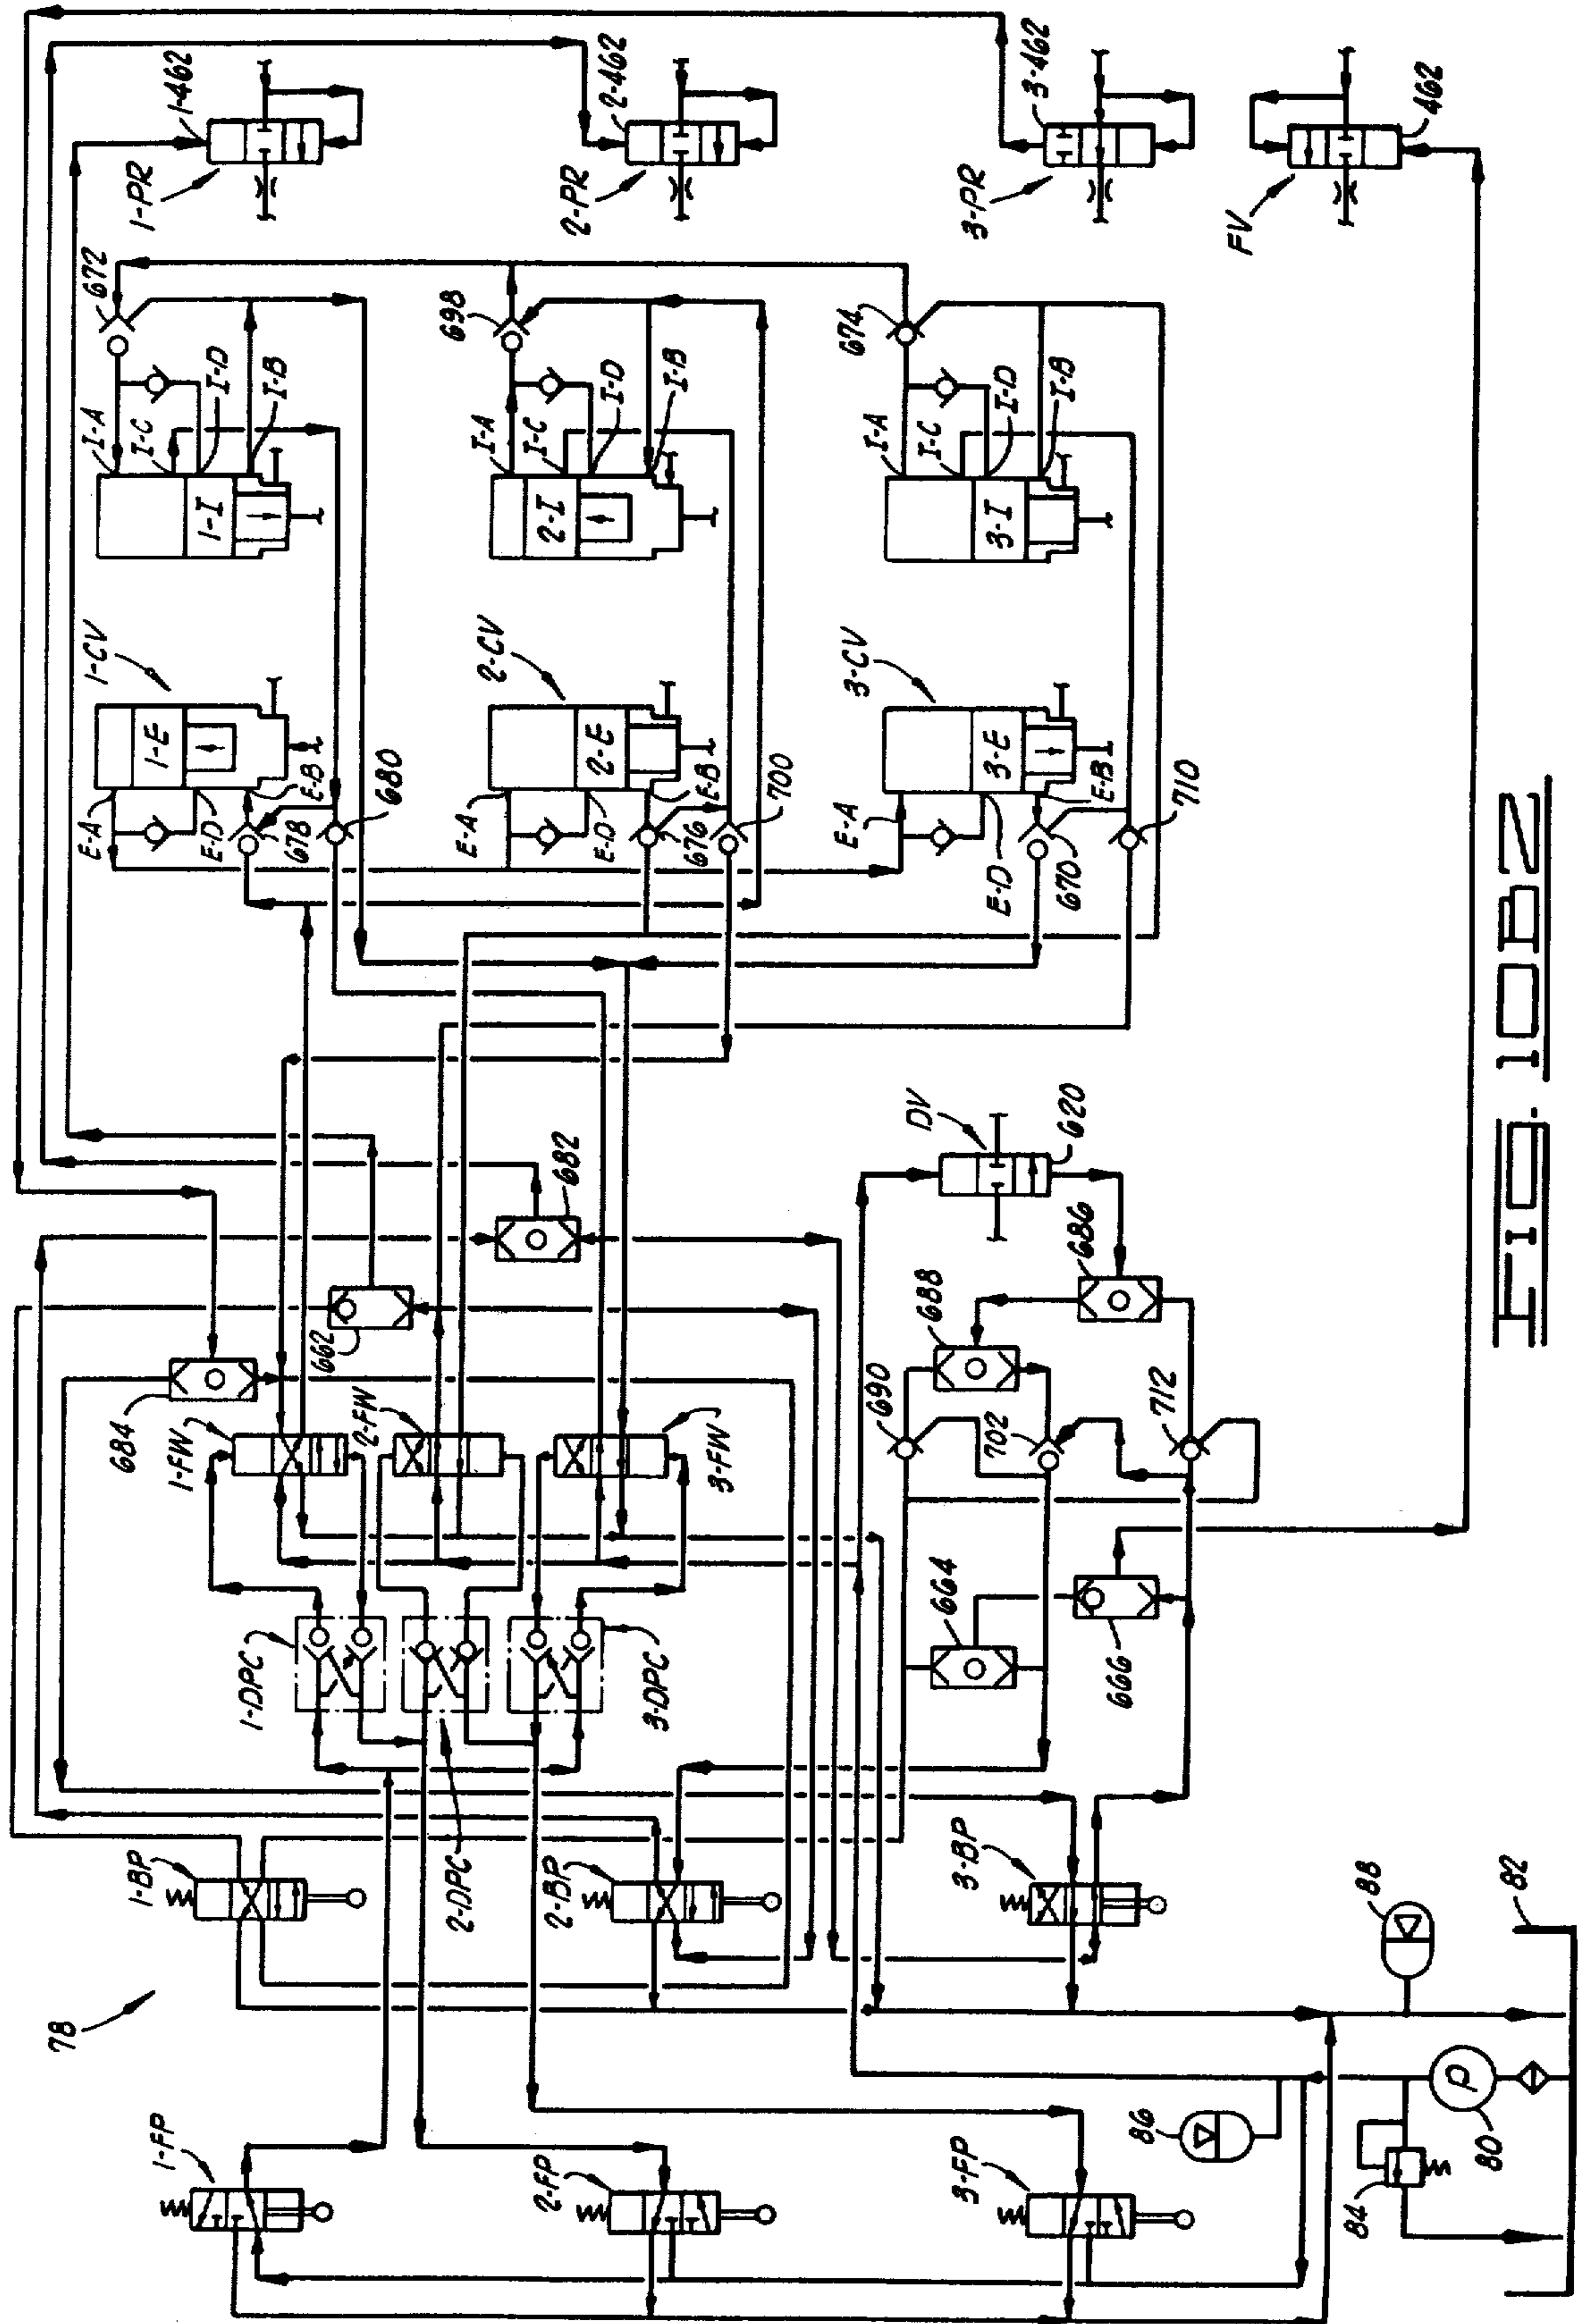 1-462
1-PR
2-462
2-PR
3-462
3-PR
FV
462
672
I-A
I-C
I-D
I-B
1-I
698
I-A
I-C
I-D
I-B
2-I
674
I-A
I-C
I-D
I-B
3-I
1-CV
1-E
E-A
E-D
E-B
678
680
2-CV
2-E
E-A
E-D
E-B
676
700
3-CV
3-E
E-A
E-D
E-B
670
710
682
662
684
DV
620
686
688
690
702
712
1-FW
2-FW
3-FW
664
666
1-DPC
2-DPC
3-DPC
1-BP
2-BP
3-BP
78
88
82
1-FP
2-FP
3-FP
86
P
80
84
FIG. 10BZ